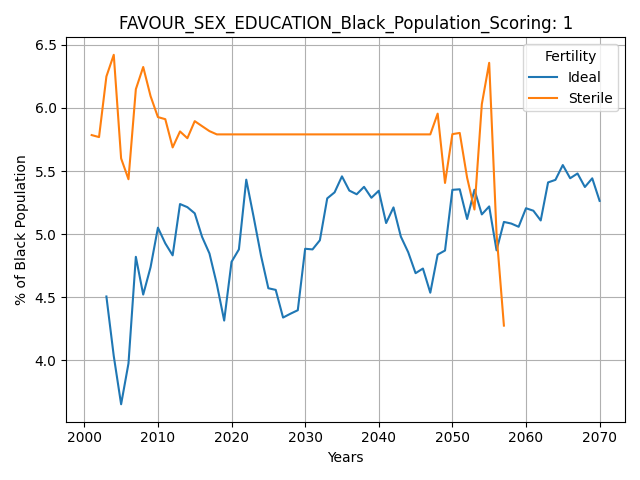 FAVOUR_SEX_EDUCATION_Black_Population_Scoring: 1
Fertility
Ideal
Sterile
% of Black Population
6.5
6.0
5.5
5.0
4.5
4.0
2000 2010 2020 2030 2040 2050 2060 2070
Years